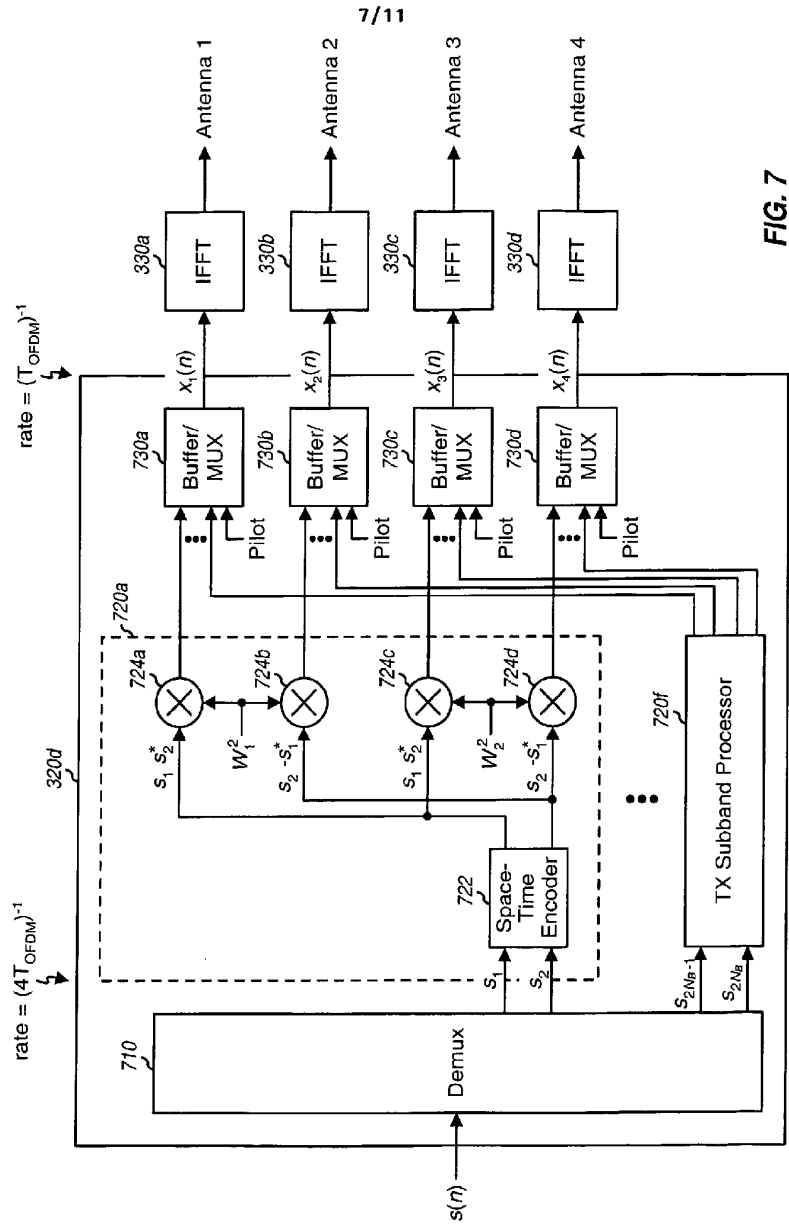 7/11
rate = (4T_OFDM)^-1
rate = (T_OFDM)^-1
320d
720a
710
Demux
s(n)
s_1
s_2
722
Space-
Time
Encoder
s_1 s_2^*
724a
W_1^2
s_2 -s_1^*
724b
s_1 s_2^*
724c
W_2^2
s_2 -s_1^*
724d
s_{2N_B-1}
s_{2N_B}
TX Subband Processor
720f
730a
Buffer/
MUX
Pilot
x_1(n)
330a
IFFT
Antenna 1
730b
Buffer/
MUX
Pilot
x_2(n)
330b
IFFT
Antenna 2
730c
Buffer/
MUX
Pilot
x_3(n)
330c
IFFT
Antenna 3
730d
Buffer/
MUX
Pilot
x_4(n)
330d
IFFT
Antenna 4
FIG. 7